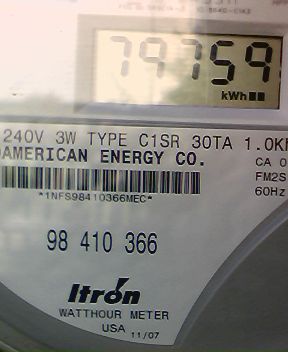 79759
kWh
240V 3W TYPE C1SR 30TA 1.0K
DAMERICAN ENERGY CO.
CA 0
FM2S
60Hz
*1NFS98410366MEC*
98 410 366
Itron
WATTHOUR METER
USA 11/07